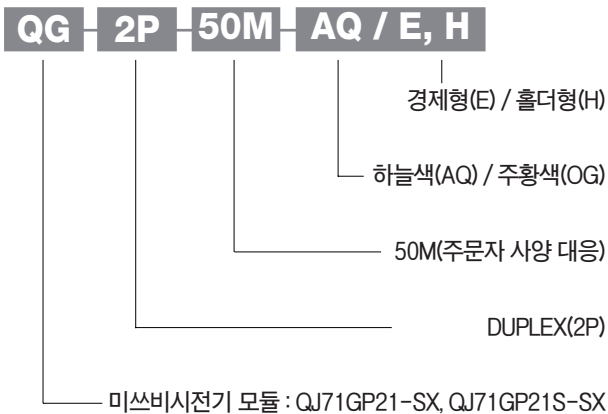 QG 2P 50M AQ / E, H
경제형(E) / 홀더형(H)
하늘색(AQ) / 주황색(OG)
50M(주문자 사양 대응)
DUPLEX(2P)
미쓰비시전기 모듈 : QJ71GP21-SX, QJ71GP21S-SX